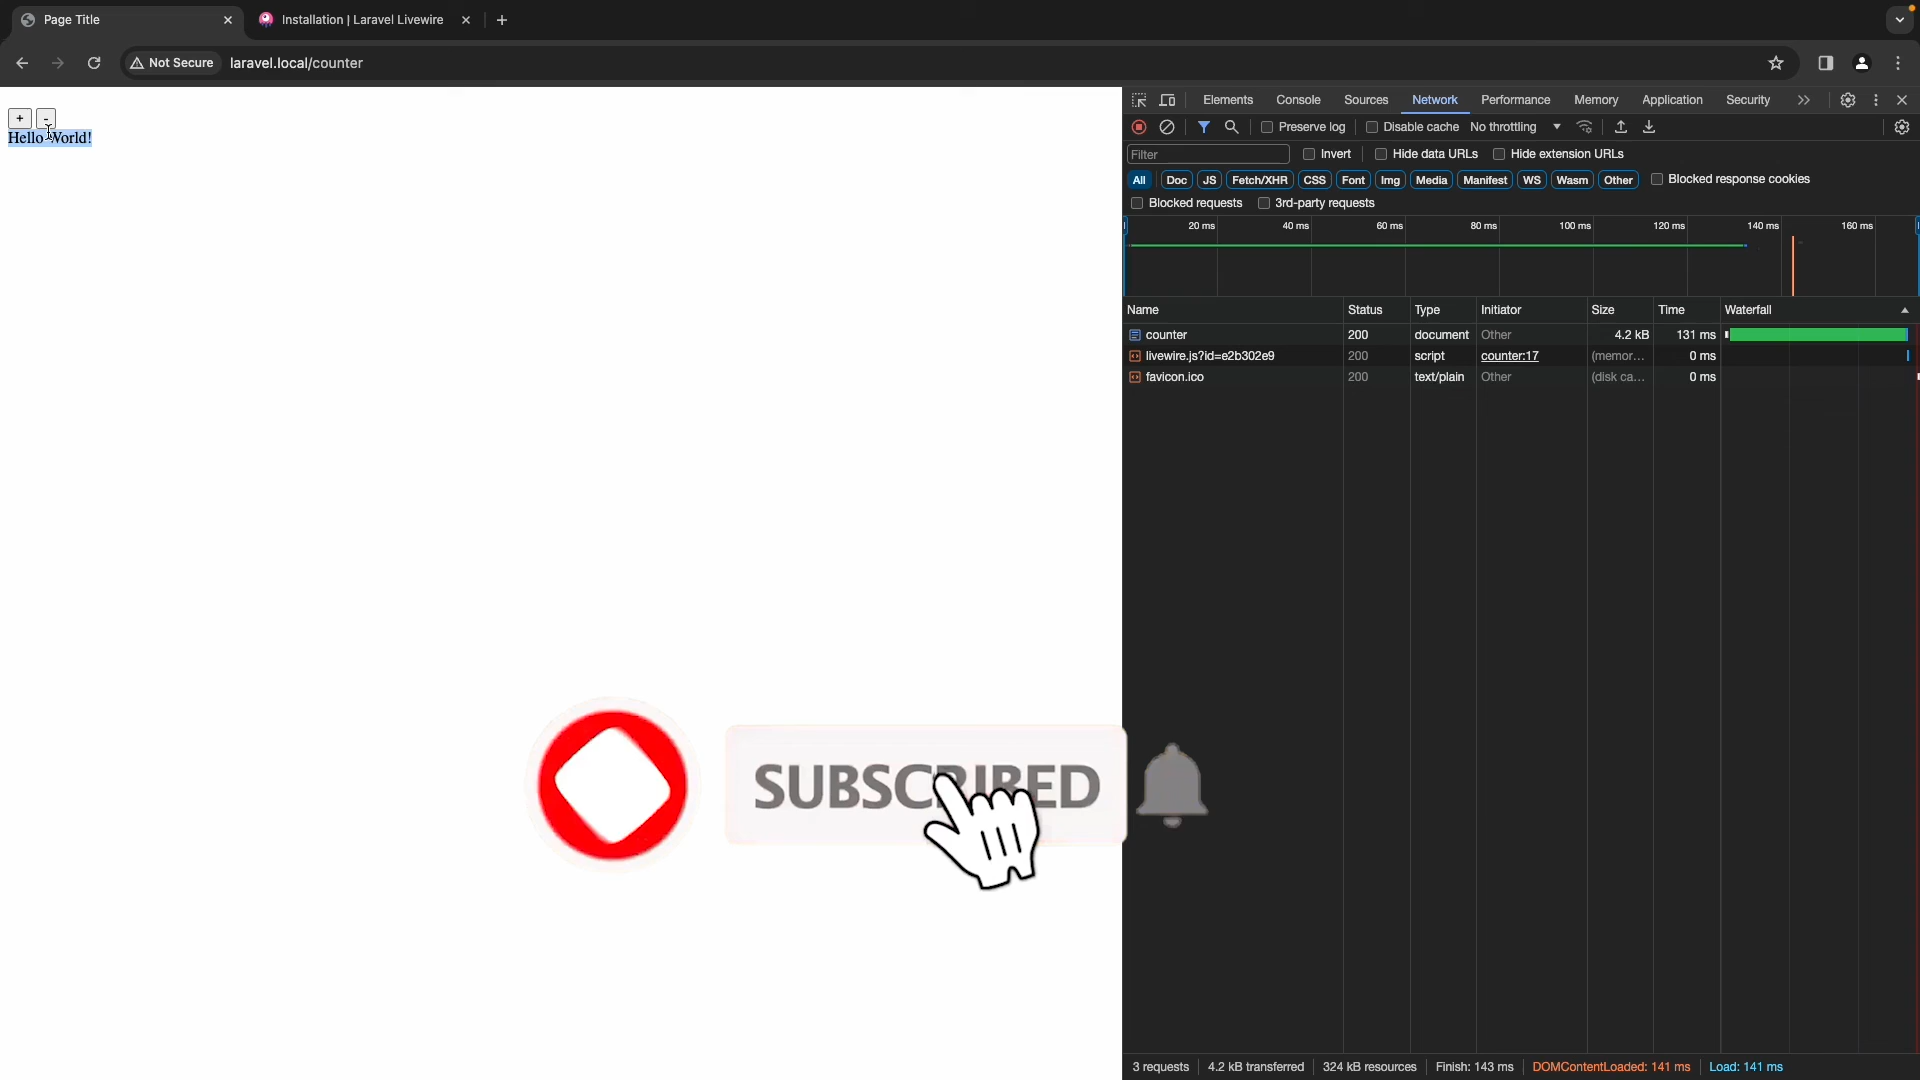 Page Title
Installation | Laravel Livewire
Not Secure
laravel.local/counter
+ -
Hello World!
Elements Console Sources Network Performance Memory Application Security
Preserve log Disable cache No throttling
Filter Invert Hide data URLs Hide extension URLs
All Doc JS Fetch/XHR CSS Font Img Media Manifest WS Wasm Other Blocked response cookies
Blocked requests 3rd-party requests
20 ms 40 ms 60 ms 80 ms 100 ms 120 ms 140 ms 160 ms
Name Status Type Initiator Size Time Waterfall
counter 200 document Other 4.2 kB 131 ms
livewire.js?id=e2b302e9 200 script counter:17 (memor... 0 ms
favicon.ico 200 text/plain Other (disk ca... 0 ms
SUBSCRIBED
3 requests 4.2 kB transferred 324 kB resources Finish: 143 ms DOMContentLoaded: 141 ms Load: 141 ms